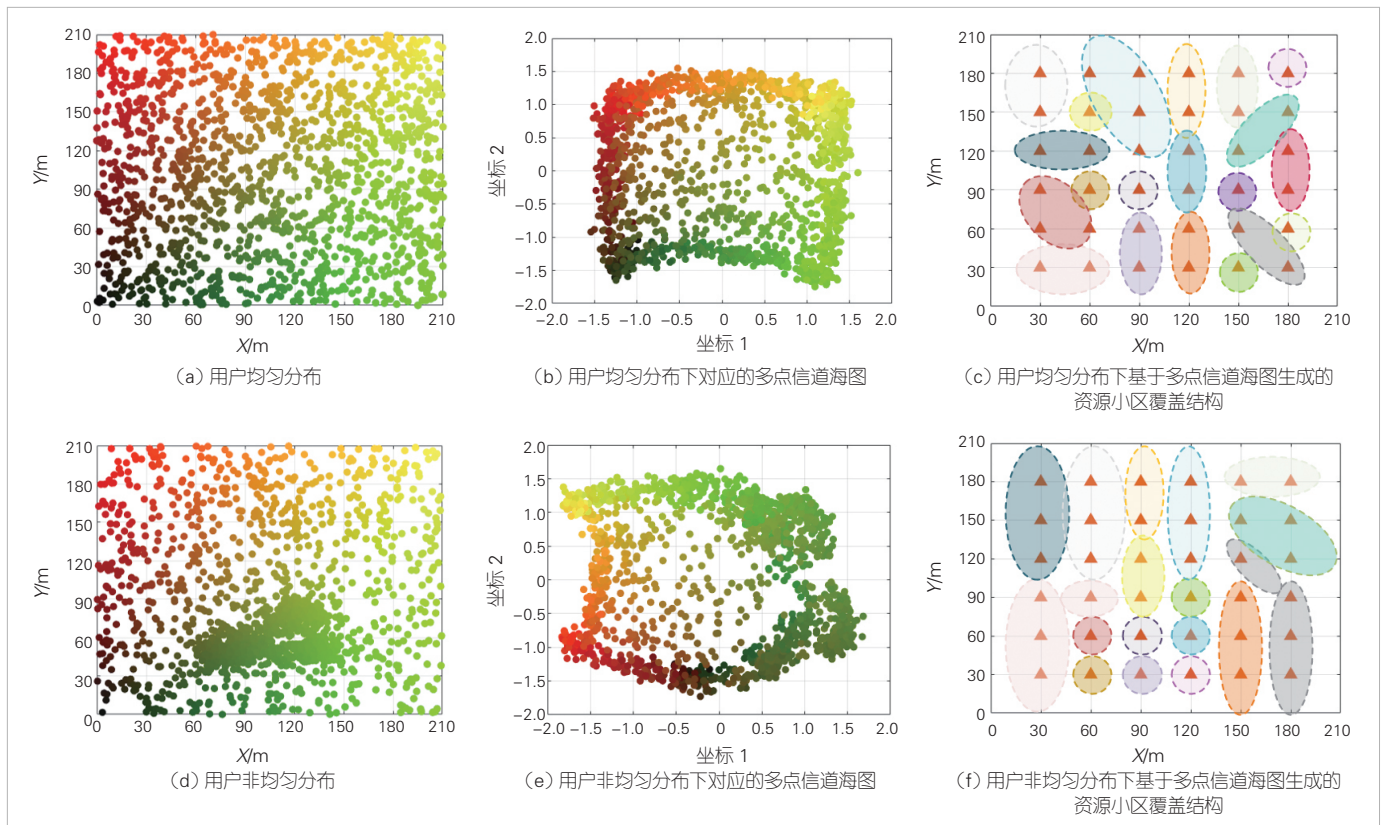 210
180
150
120
90
60
30
0
Y/m
0 30 60 90 120 150 180 210
X/m
(a)用户均匀分布
2.0
1.5
1.0
0.5
0
−0.5
−1.0
−1.5
−2.0
坐标 2
−2.0 −1.5 −1.0 −0.5 0 0.5 1.0 1.5 2.0
坐标 1
(b)用户均匀分布下对应的多点信道海图
210
180
150
120
90
60
30
0
Y/m
0 30 60 90 120 150 180 210
X/m
(c)用户均匀分布下基于多点信道海图生成的
资源小区覆盖结构
210
180
150
120
90
60
30
0
Y/m
0 30 60 90 120 150 180 210
X/m
(d)用户非均匀分布
2.0
1.5
1.0
0.5
0
−0.5
−1.0
−1.5
−2.0
坐标 2
−2.0 −1.5 −1.0 −0.5 0 0.5 1.0 1.5 2.0
坐标 1
(e)用户非均匀分布下对应的多点信道海图
210
180
150
120
90
60
30
0
Y/m
0 30 60 90 120 150 180 210
X/m
(f)用户非均匀分布下基于多点信道海图生成的
资源小区覆盖结构